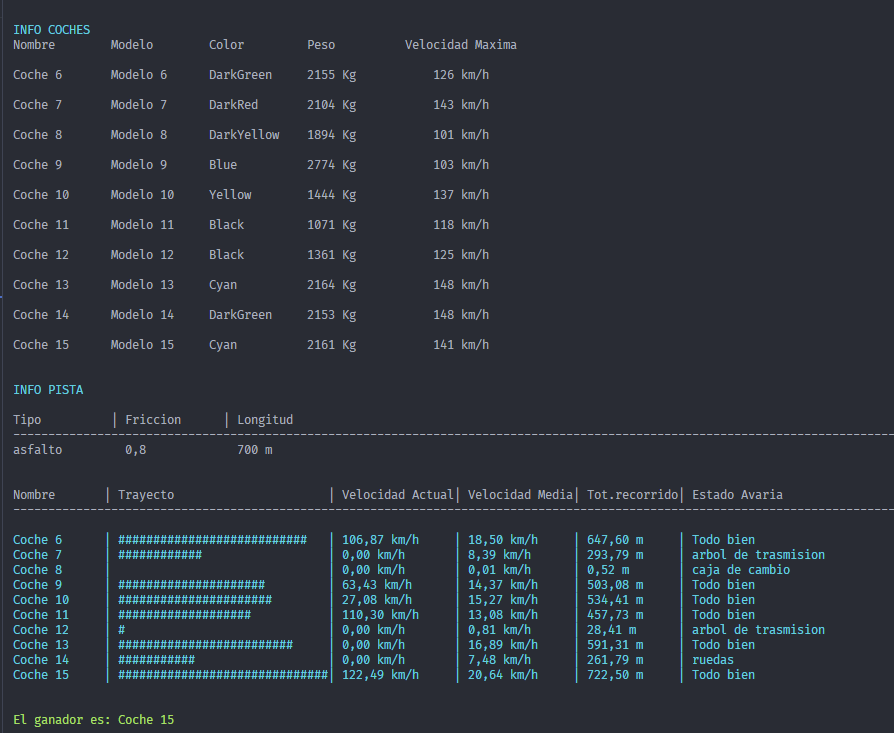 INFO COCHES
Nombre Modelo Color Peso Velocidad Maxima
Coche 6 Modelo 6 DarkGreen 2155 Kg 126 km/h
Coche 7 Modelo 7 DarkRed 2104 Kg 143 km/h
Coche 8 Modelo 8 DarkYellow 1894 Kg 101 km/h
Coche 9 Modelo 9 Blue 2774 Kg 103 km/h
Coche 10 Modelo 10 Yellow 1444 Kg 137 km/h
Coche 11 Modelo 11 Black 1071 Kg 118 km/h
Coche 12 Modelo 12 Black 1361 Kg 125 km/h
Coche 13 Modelo 13 Cyan 2164 Kg 148 km/h
Coche 14 Modelo 14 DarkGreen 2153 Kg 148 km/h
Coche 15 Modelo 15 Cyan 2161 Kg 141 km/h
INFO PISTA
Tipo | Friccion | Longitud
asfalto 0,8 700 m
Nombre | Trayecto | Velocidad Actual| Velocidad Media| Tot.recorrido| Estado Avaria
Coche 6 | ########################### | 106,87 km/h | 18,50 km/h | 647,60 m | Todo bien
Coche 7 | ############ | 0,00 km/h | 8,39 km/h | 293,79 m | arbol de trasmision
Coche 8 | | 0,00 km/h | 0,01 km/h | 0,52 m | caja de cambio
Coche 9 | ##################### | 63,43 km/h | 14,37 km/h | 503,08 m | Todo bien
Coche 10 | ###################### | 27,08 km/h | 15,27 km/h | 534,41 m | Todo bien
Coche 11 | ################### | 110,30 km/h | 13,08 km/h | 457,73 m | Todo bien
Coche 12 | # | 0,00 km/h | 0,81 km/h | 28,41 m | arbol de trasmision
Coche 13 | ######################### | 0,00 km/h | 16,89 km/h | 591,31 m | Todo bien
Coche 14 | ########### | 0,00 km/h | 7,48 km/h | 261,79 m | ruedas
Coche 15 | ##############################| 122,49 km/h | 20,64 km/h | 722,50 m | Todo bien
El ganador es: Coche 15